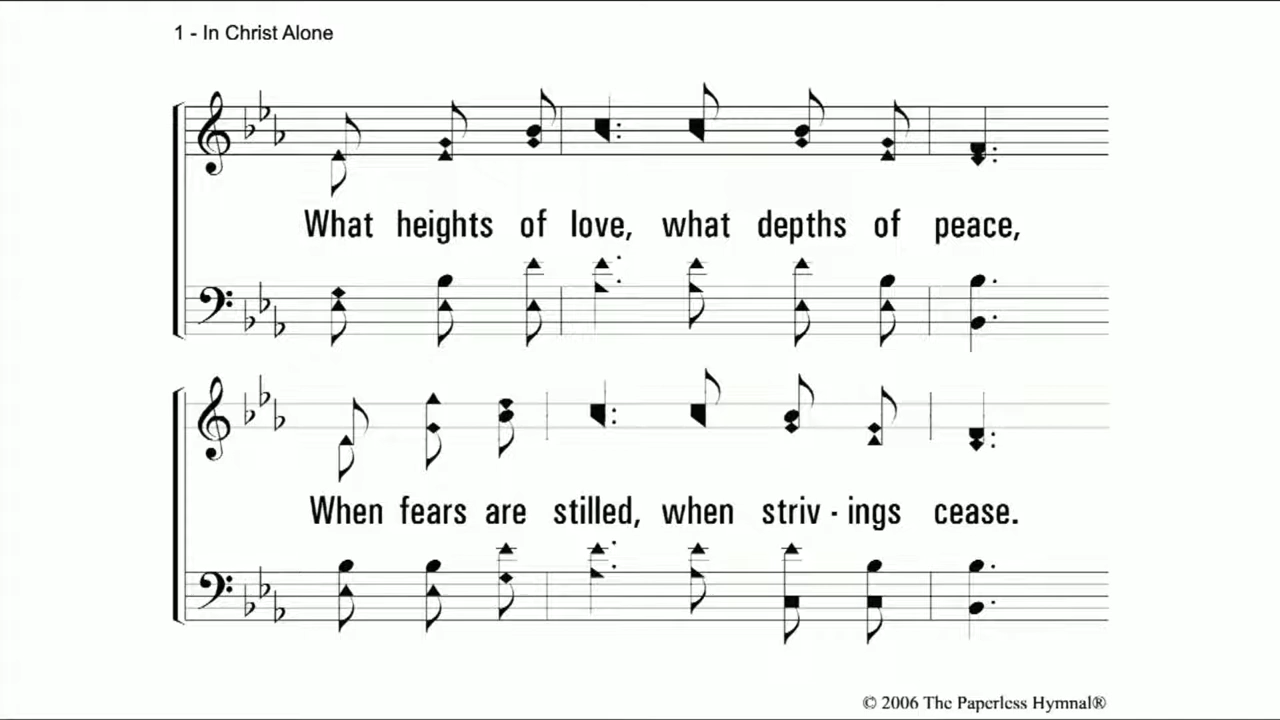 1 - In Christ Alone
What heights of love, what depths of peace,
When fears are stilled, when striv - ings cease.
© 2006 The Paperless Hymnal®